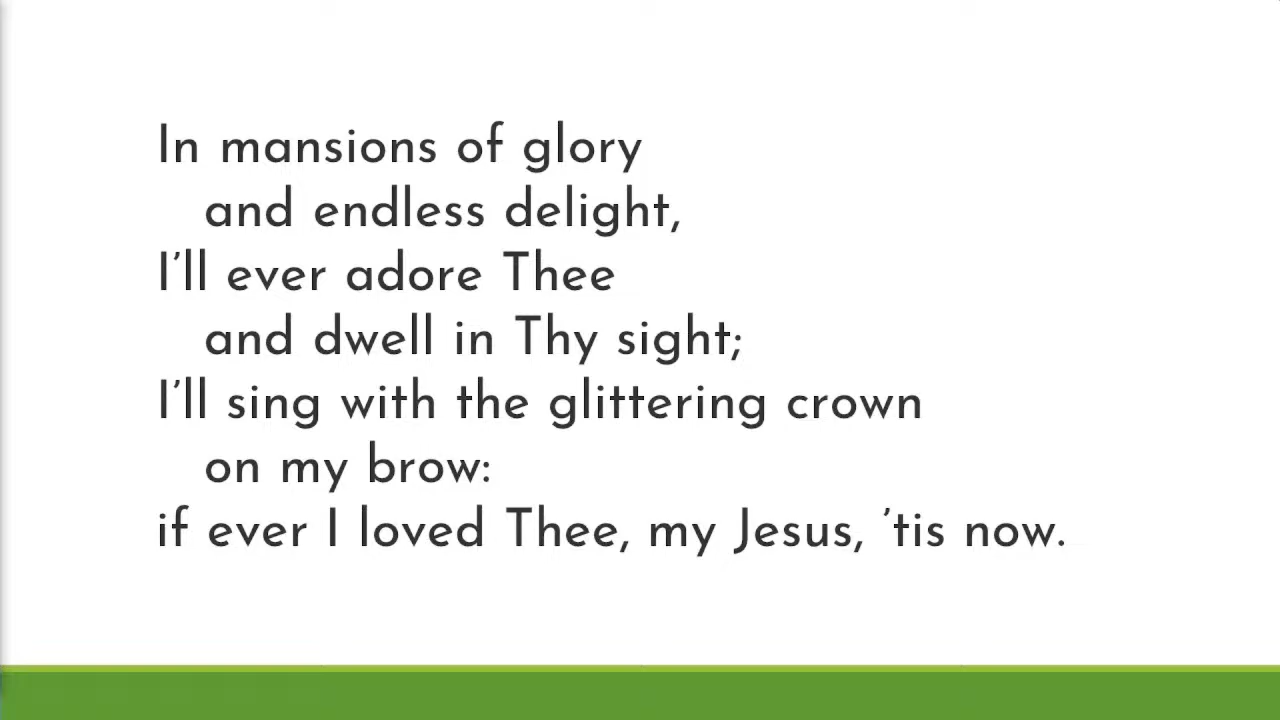 In mansions of glory
and endless delight,
I’ll ever adore Thee
and dwell in Thy sight;
I’ll sing with the glittering crown
on my brow:
if ever I loved Thee, my Jesus, ’tis now.